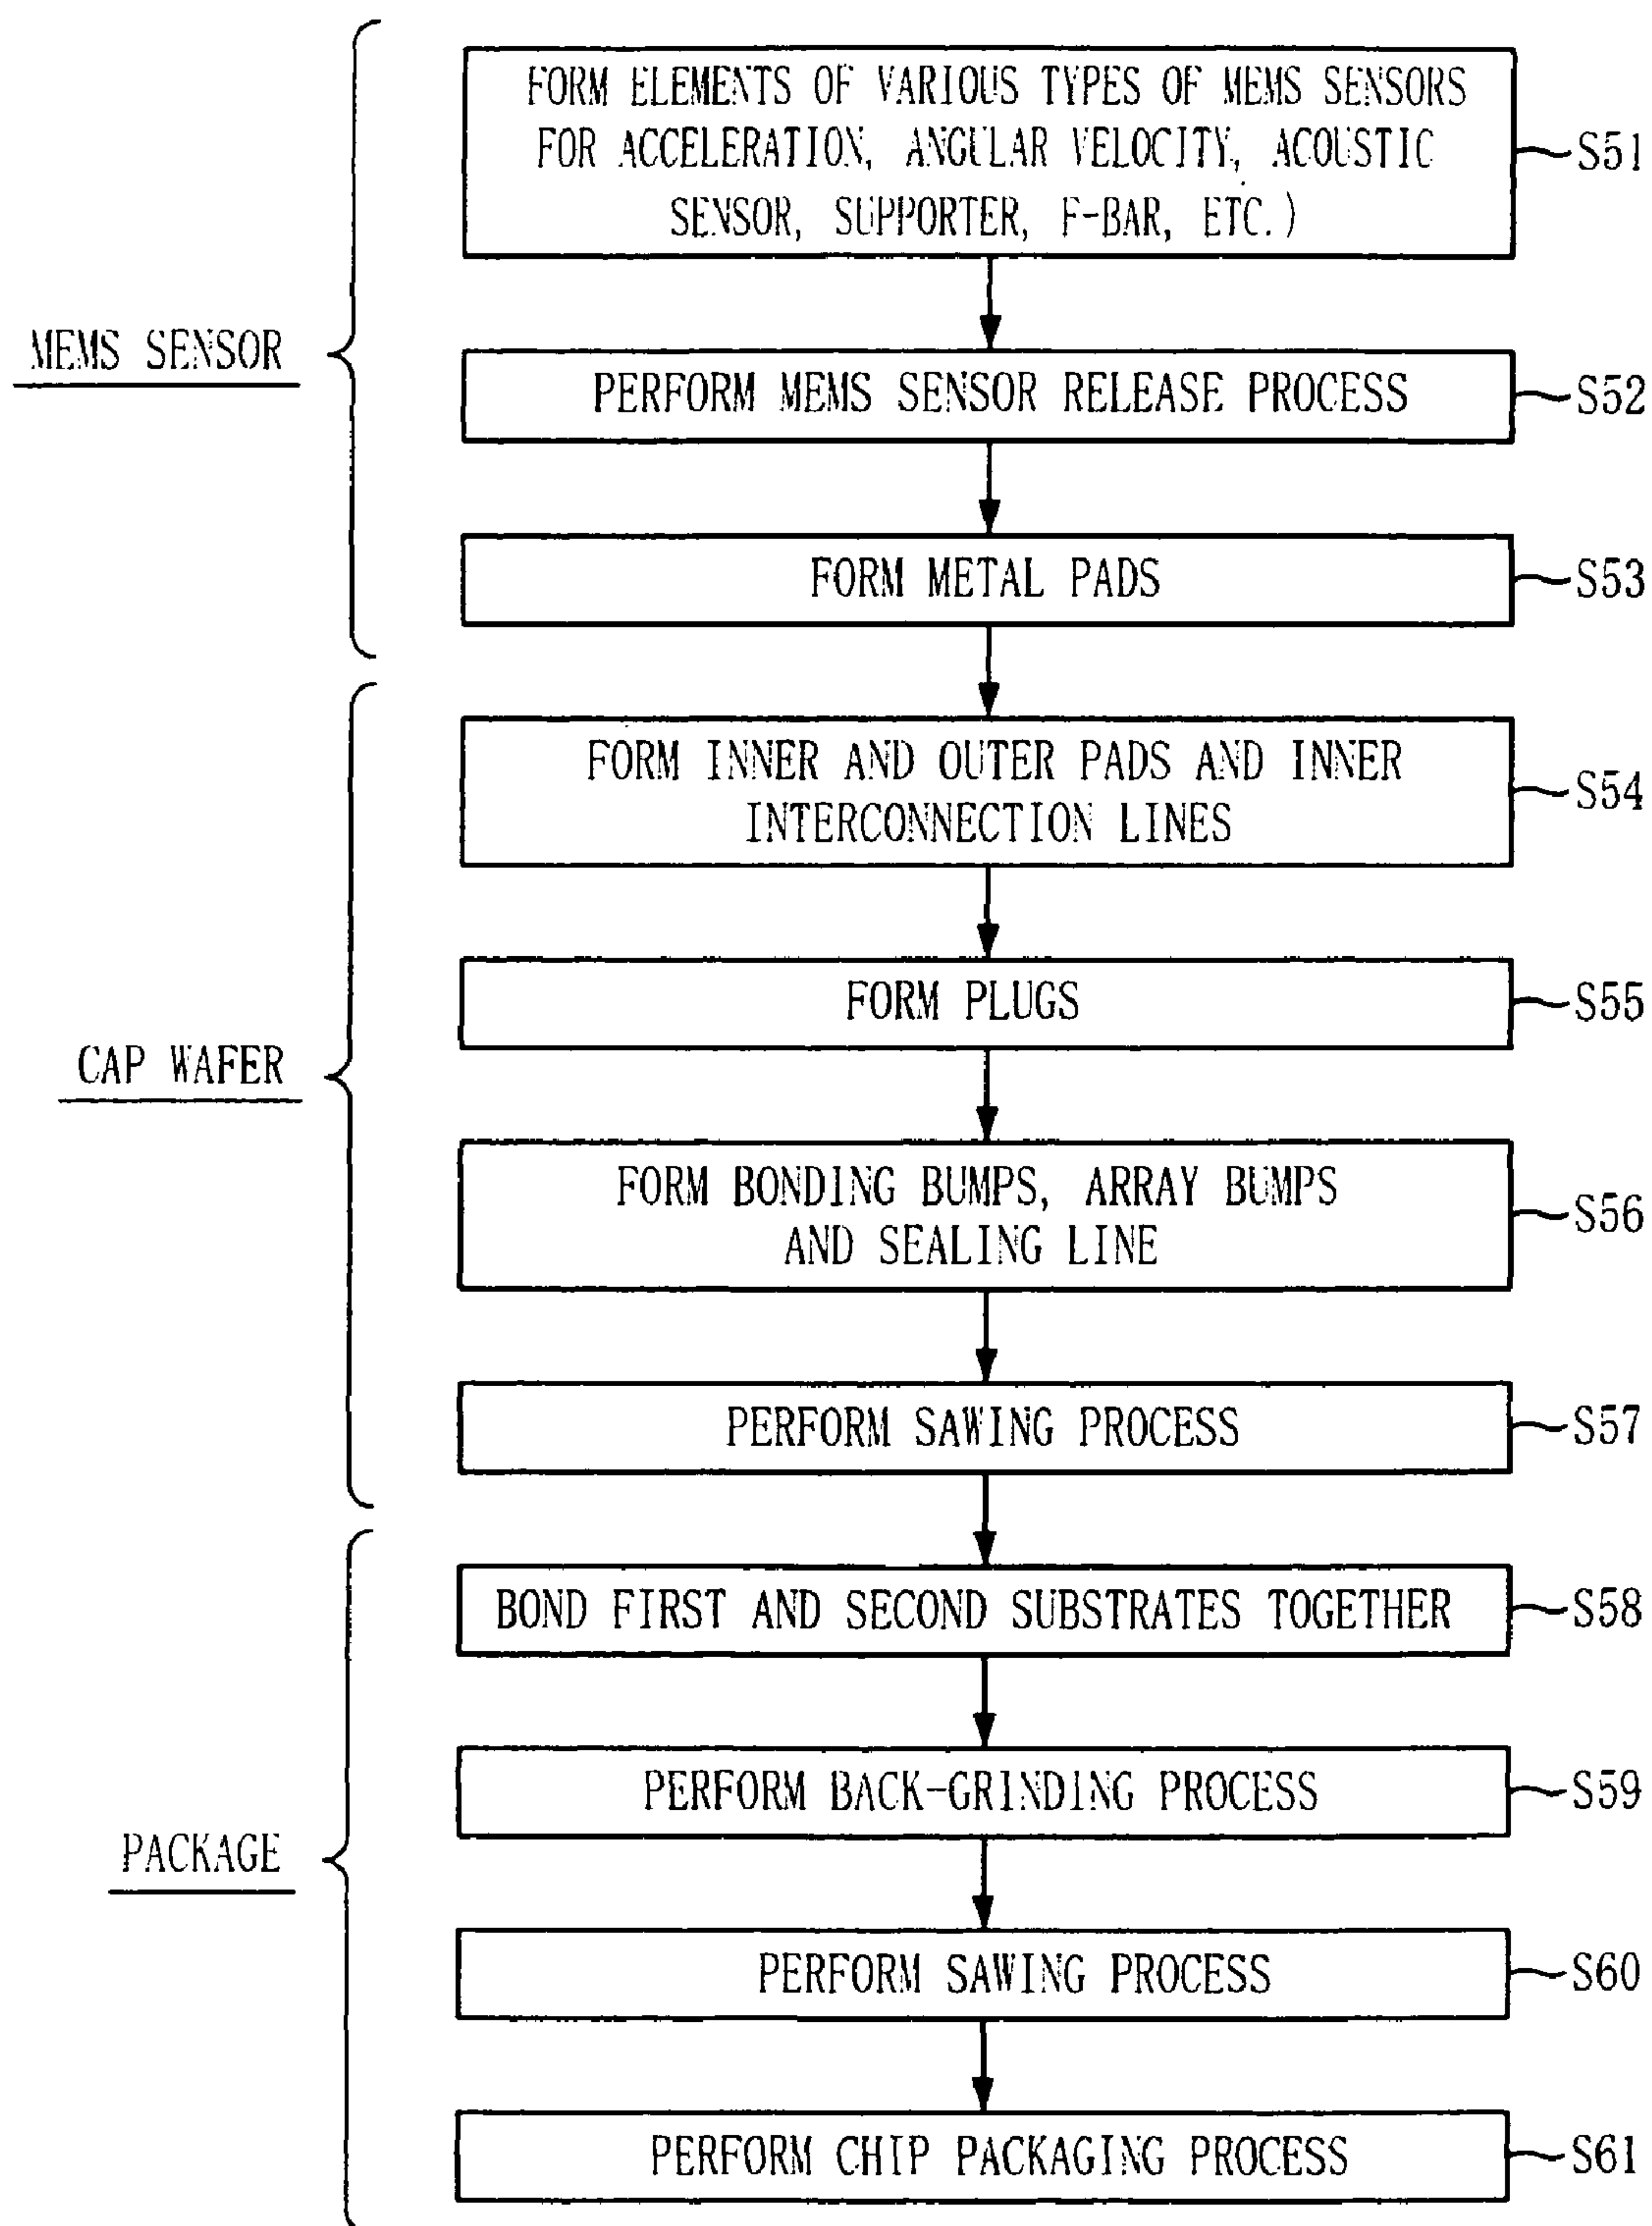 FORM ELEMENTS OF VARIOUS TYPES OF MEMS SENSORS
FOR ACCELERATION, ANGULAR VELOCITY, ACOUSTIC
SENSOR, SUPPORTER, F-BAR, ETC.)
S51
MEMS SENSOR
PERFORM MEMS SENSOR RELEASE PROCESS
S52
FORM METAL PADS
S53
FORM INNER AND OUTER PADS AND INNER
INTERCONNECTION LINES
S54
FORM PLUGS
S55
CAP WAFER
FORM BONDING BUMPS, ARRAY BUMPS
AND SEALING LINE
S56
PERFORM SAWING PROCESS
S57
BOND FIRST AND SECOND SUBSTRATES TOGETHER
S58
PERFORM BACK-GRINDING PROCESS
S59
PACKAGE
PERFORM SAWING PROCESS
S60
PERFORM CHIP PACKAGING PROCESS
S61